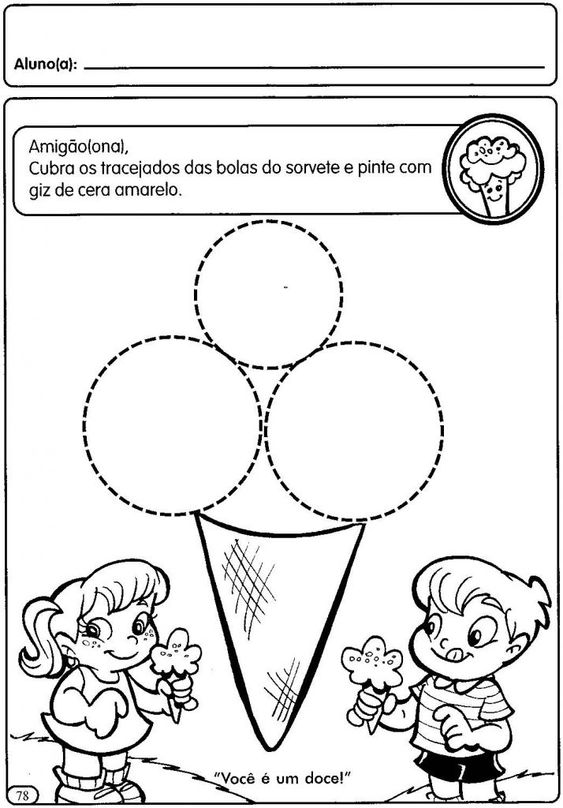 Aluno(a):
Amigão(ona),
Cubra os tracejados das bolas do sorvete e pinte com
giz de cera amarelo.
"Você é um doce!"
78